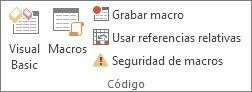 Visual
Basic
Macros
Grabar macro
Usar referencias relativas
Seguridad de macros
Código